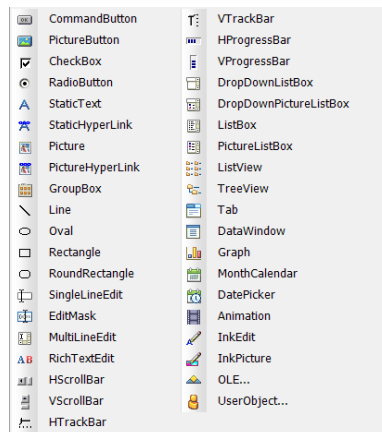 CommandButton
PictureButton
CheckBox
RadioButton
StaticText
StaticHyperLink
Picture
PictureHyperLink
GroupBox
Line
Oval
Rectangle
RoundRectangle
SingleLineEdit
EditMask
MultiLineEdit
RichTextEdit
HScrollBar
VScrollBar
HTrackBar
VTrackBar
HProgressBar
VProgressBar
DropDownListBox
DropDownPictureListBox
ListBox
PictureListBox
ListView
TreeView
Tab
DataWindow
Graph
MonthCalendar
DatePicker
Animation
InkEdit
InkPicture
OLE...
UserObject...